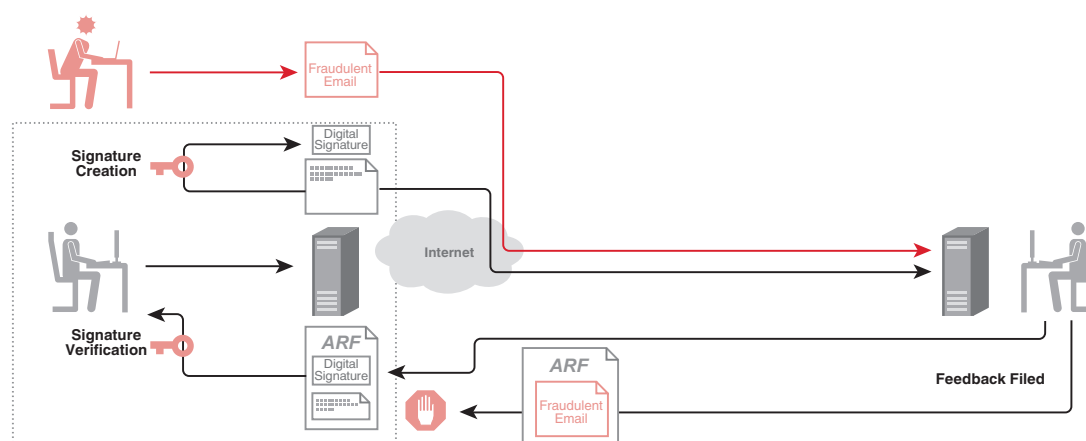 Fraudulent
Email
Digital
Signature
Signature
Creation
Internet
Signature
Verification
ARF
Digital
Signature
ARF
Fraudulent
Email
Feedback Filed